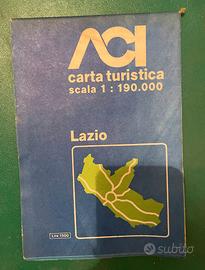 ACI
carta turistica
scala 1 : 190.000
Lazio
Lire 1500
subito